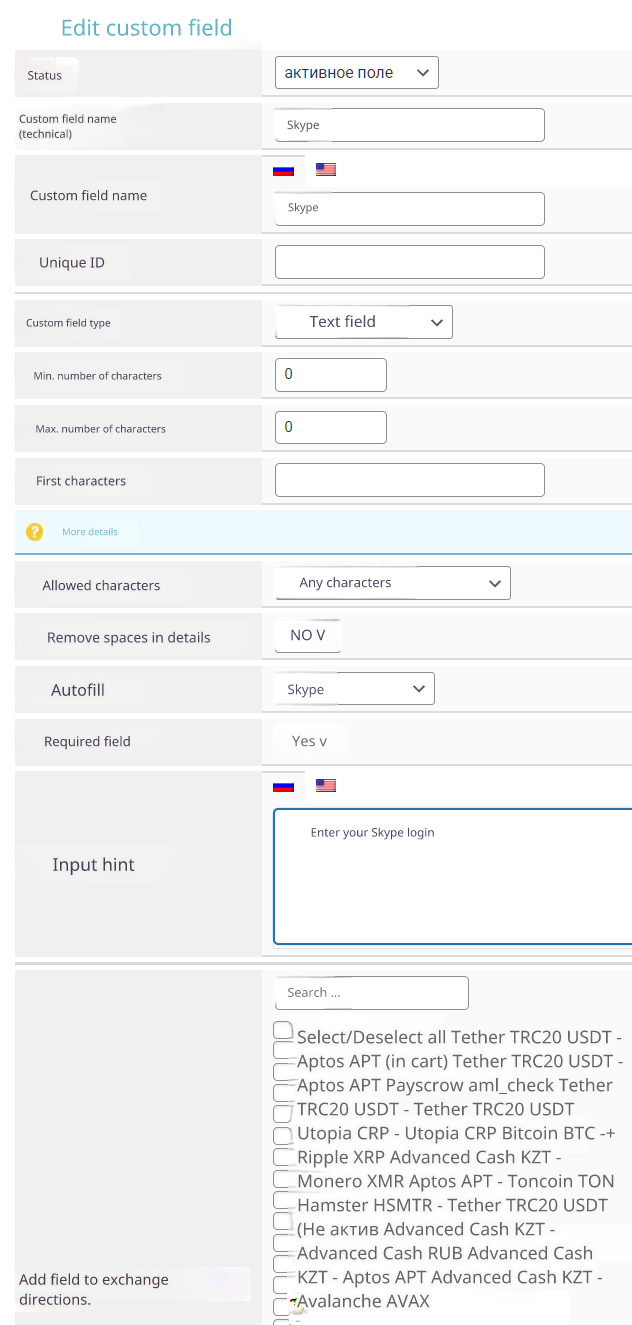 Edit custom field
Status
активное поле
Custom field name
(technical)
Skype
Custom field name
Skype
Unique ID
Custom field type
Text field
Min. number of characters
0
Max. number of characters
0
First characters
More details
Allowed characters
Any characters
Remove spaces in details
NO V
Autofill
Skype
Required field
Yes v
Input hint
Enter your Skype login
Search ...
Select/Deselect all Tether TRC20 USDT -
Aptos APT (in cart) Tether TRC20 USDT -
Aptos APT Payscrow aml_check Tether
TRC20 USDT - Tether TRC20 USDT
Utopia CRP - Utopia CRP Bitcoin BTC -+
Ripple XRP Advanced Cash KZT -
Monero XMR Aptos APT - Toncoin TON
Hamster HSMTR - Tether TRC20 USDT
(Не актив Advanced Cash KZT -
Advanced Cash RUB Advanced Cash
KZT - Aptos APT Advanced Cash KZT -
Avalanche AVAX
Add field to exchange
directions.